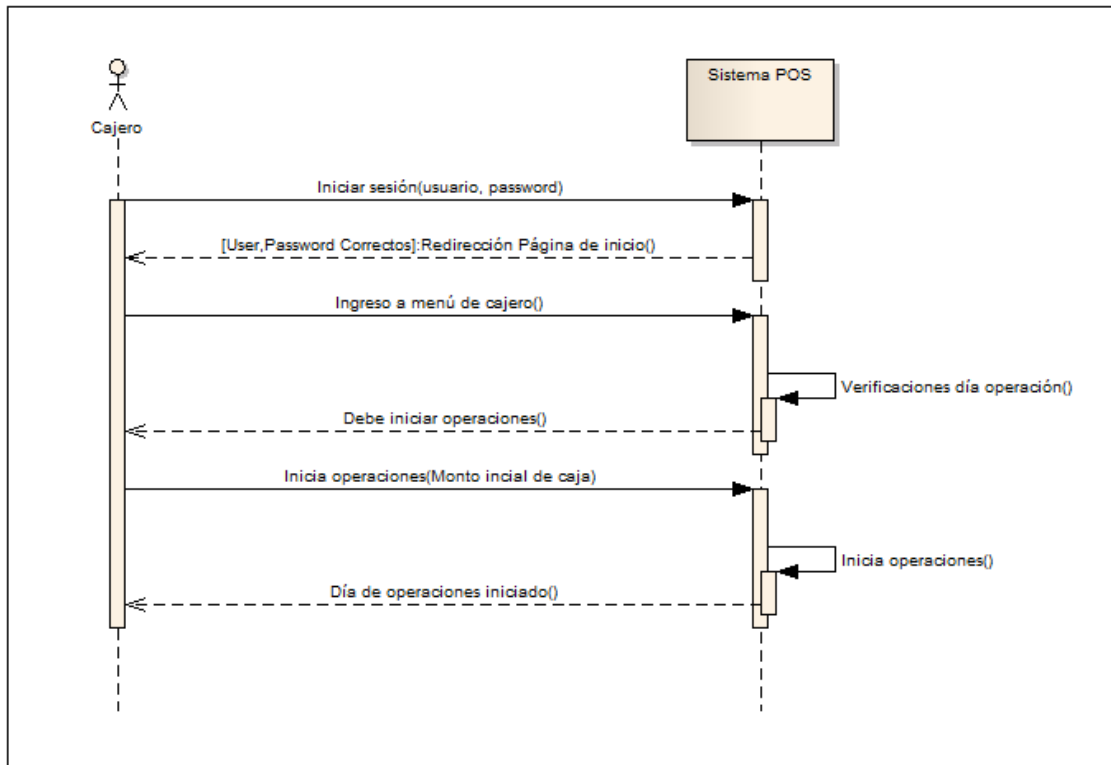 Sistema POS
Cajero
Iniciar sesión(usuario, password)
[User,Password Correctos]:Redirección Página de inicio()
Ingreso a menú de cajero()
Verificaciones día operación()
Debe iniciar operaciones()
Inicia operaciones(Monto incial de caja)
Inicia operaciones()
Día de operaciones iniciado()